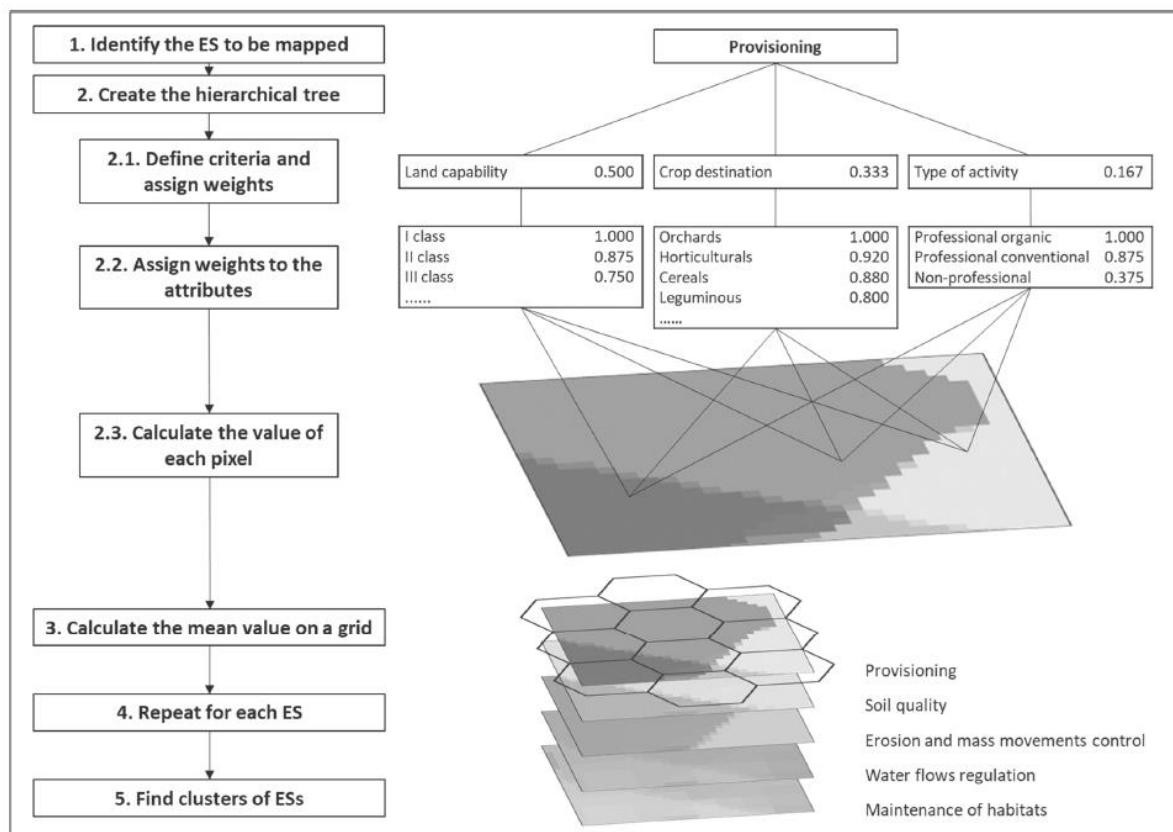 1. Identify the ES to be mapped
2. Create the hierarchical tree
2.1. Define criteria and
assign weights
2.2. Assign weights to the
attributes
2.3. Calculate the value of
each pixel
3. Calculate the mean value on a grid
4. Repeat for each ES
5. Find clusters of ESs
Provisioning
Land capability 0.500
Crop destination 0.333
Type of activity 0.167
I class 1.000
II class 0.875
III class 0.750
......
Orchards 1.000
Horticulturals 0.920
Cereals 0.880
Leguminous 0.800
......
Professional organic 1.000
Professional conventional 0.875
Non-professional 0.375
Provisioning
Soil quality
Erosion and mass movements control
Water flows regulation
Maintenance of habitats